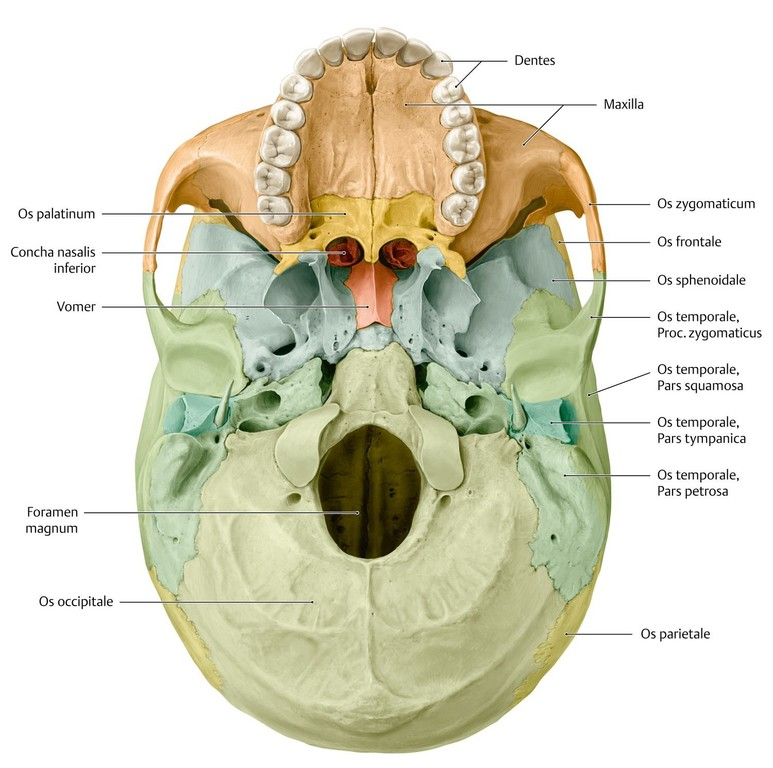 Dentes
Maxilla
Os palatinum
Os zygomaticum
Concha nasalis
inferior
Os frontale
Os sphenoidale
Vomer
Os temporale,
Proc. zygomaticus
Os temporale,
Pars squamosa
Os temporale,
Pars tympanica
Os temporale,
Pars petrosa
Foramen
magnum
Os occipitale
Os parietale